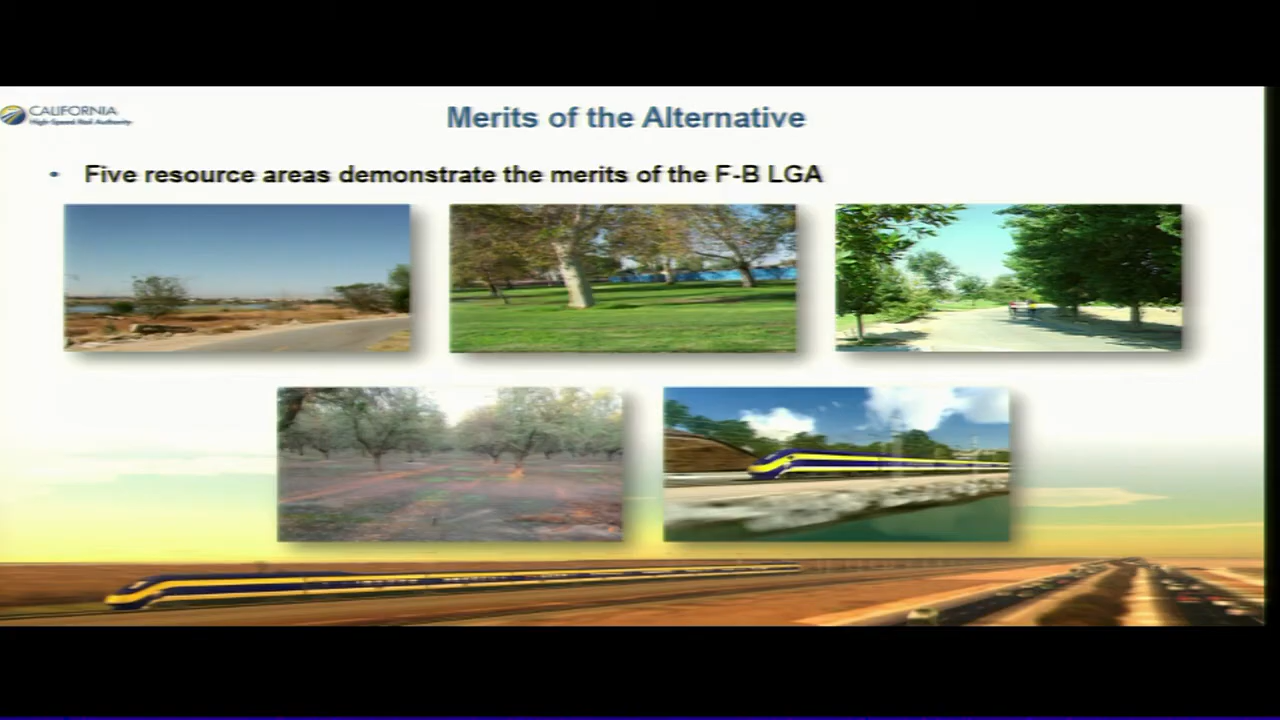 CALIFORNIA
High-Speed Rail Authority
Merits of the Alternative
• Five resource areas demonstrate the merits of the F-B LGA